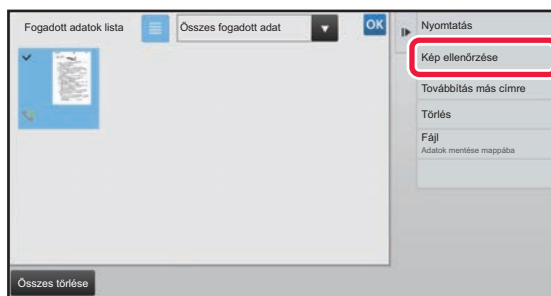 Fogadott adatok lista
Összes fogadott adat
OK
Nyomtatás
Kép ellenőrzése
Továbbítás más címre
Törlés
Fájl
Adatok mentése mappába
Összes törlése